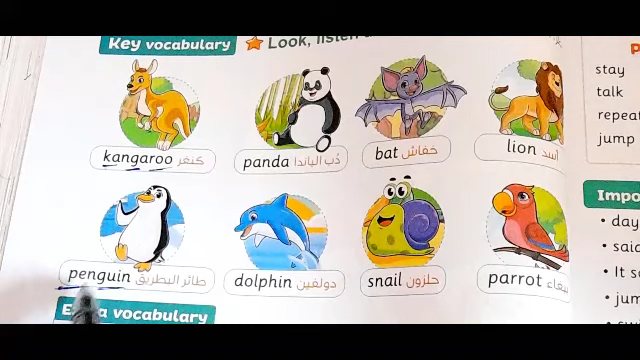 Key vocabulary
Look, listen
kangaroo كنغر
panda دُب الباندا
bat خفاش
lion أسد
penguin طائر البطريق
dolphin دولفين
snail حلزون
parrot
vocabulary
stay
talk
repeat
jump
Impo
• day
• said
• It so
• jum